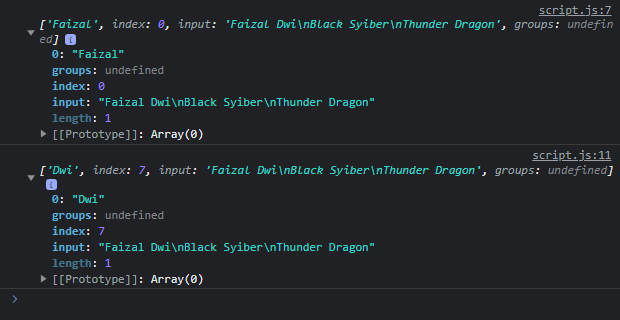 script.js:7
['Faizal', index: 0, input: 'Faizal Dwi\nBlack Syiber\nThunder Dragon', groups: undefin
ed] i
0: "Faizal"
groups: undefined
index: 0
input: "Faizal Dwi\nBlack Syiber\nThunder Dragon"
length: 1
[[Prototype]]: Array(0)
script.js:11
['Dwi', index: 7, input: 'Faizal Dwi\nBlack Syiber\nThunder Dragon', groups: undefined]
i
0: "Dwi"
groups: undefined
index: 7
input: "Faizal Dwi\nBlack Syiber\nThunder Dragon"
length: 1
[[Prototype]]: Array(0)
>